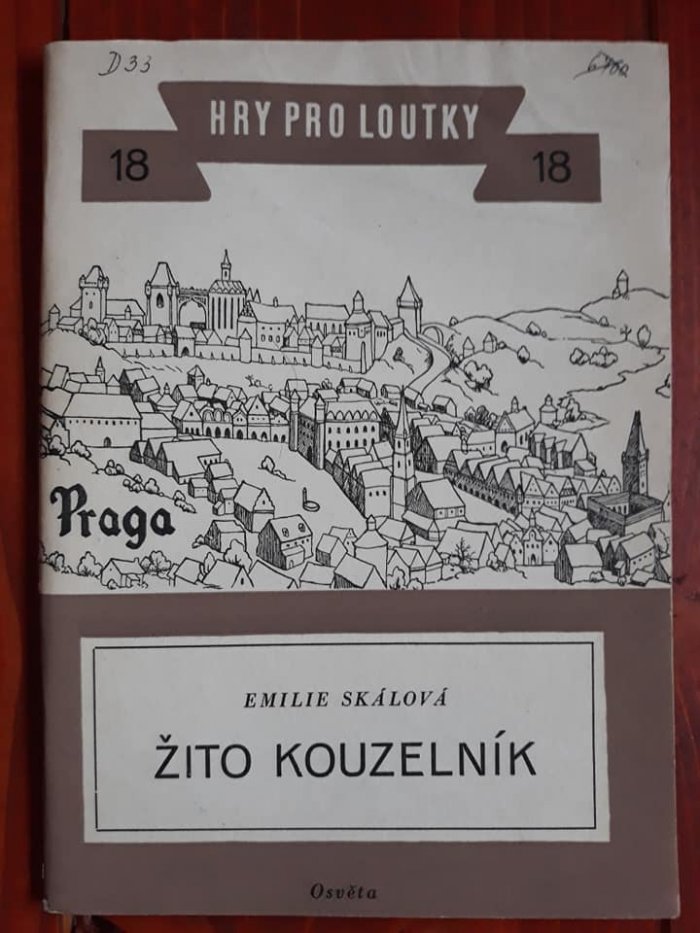 D33
HRY PRO LOUTKY
18 18
Praga
EMILIE SKÁLOVÁ
ŽITO KOUZELNÍK
Osvěta